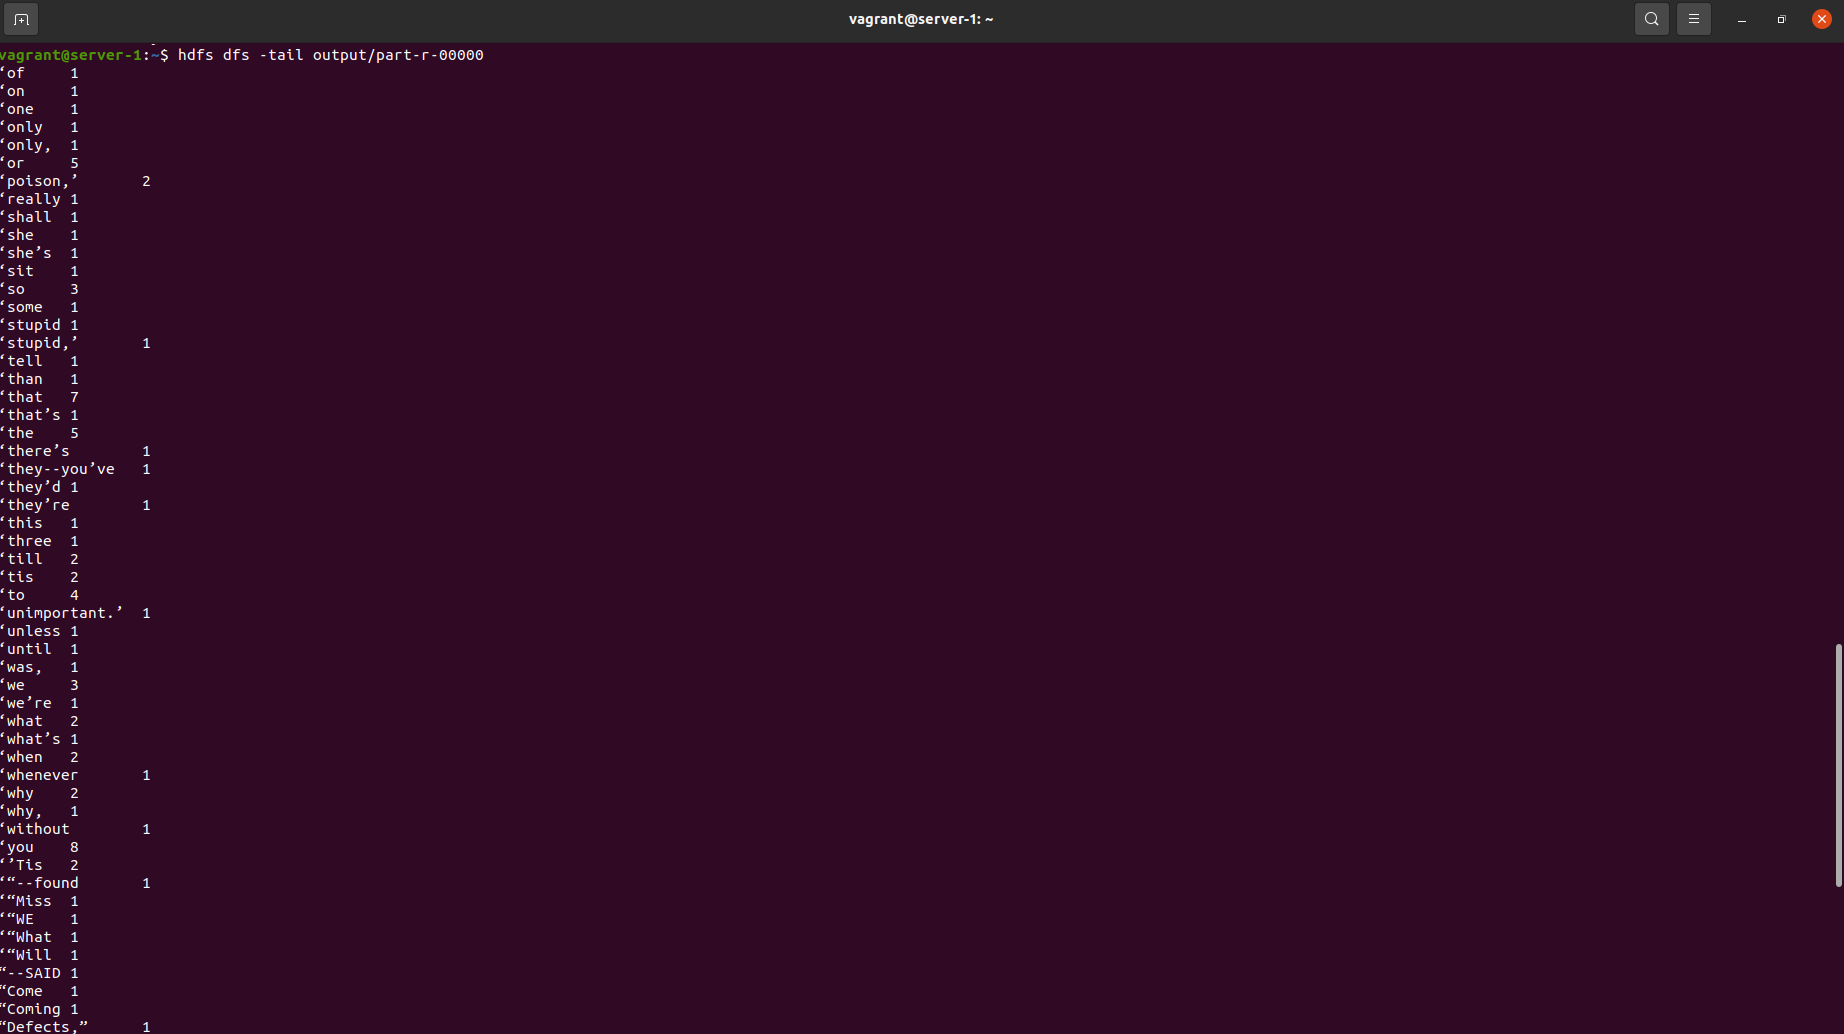 vagrant@server-1: ~
vagrant@server-1:~$ hdfs dfs -tail output/part-r-00000
‘of 1
‘on 1
‘one 1
‘only 1
‘only, 1
‘or 5
‘poison,’ 2
‘really 1
‘shall 1
‘she 1
‘she’s 1
‘sit 1
‘so 3
‘some 1
‘stupid 1
‘stupid,’ 1
‘tell 1
‘than 1
‘that 7
‘that’s 1
‘the 5
‘there’s 1
‘they--you’ve 1
‘they’d 1
‘they’re 1
‘this 1
‘three 1
‘till 2
‘tis 2
‘to 4
‘unimportant.’ 1
‘unless 1
‘until 1
‘was, 1
‘we 3
‘we’re 1
‘what 2
‘what’s 1
‘when 2
‘whenever 1
‘why 2
‘why, 1
‘without 1
‘you 8
‘’Tis 2
‘“--found 1
‘“Miss 1
‘“WE 1
‘“What 1
‘“Will 1
“--SAID 1
“Come 1
“Coming 1
“Defects,” 1